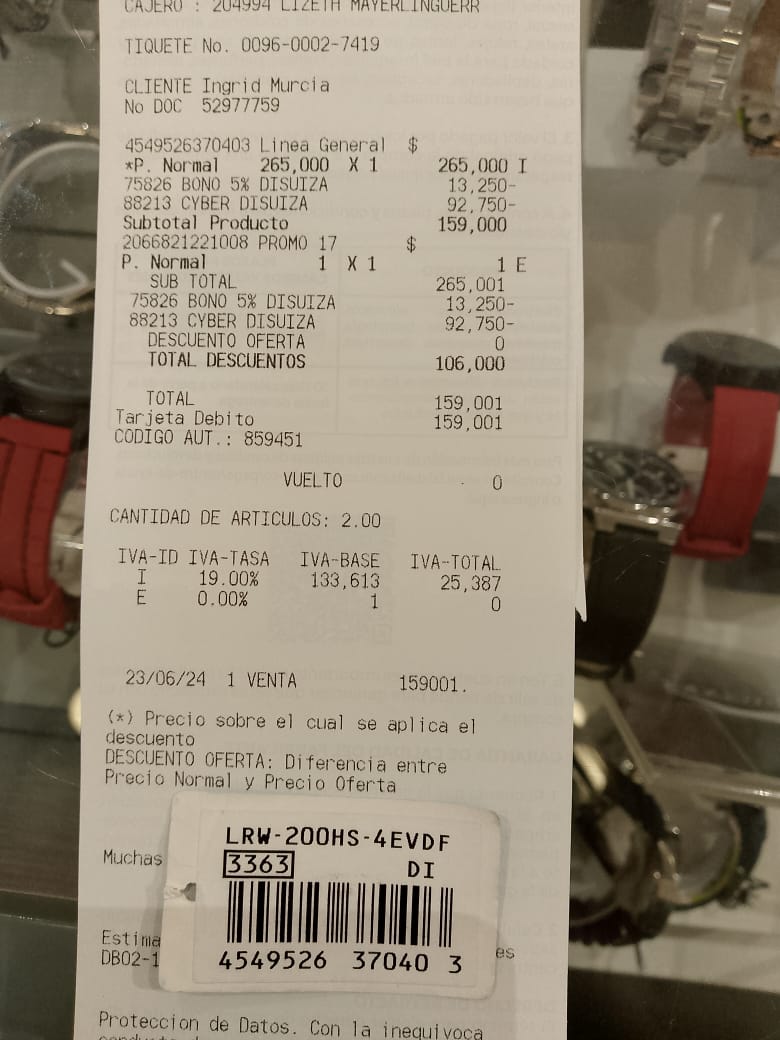 CAJERO : 204994 LIZETH MAYERLINGUERR
TIQUETE No. 0096-0002-7419
CLIENTE Ingrid Murcia
No DOC 52977759
4549526370403 Linea General $
*P. Normal 265,000 X 1 265,000 I
75826 BONO 5% DISUIZA 13,250-
88213 CYBER DISUIZA 92,750-
Subtotal Producto 159,000
2066821221008 PROMO 17 $
P. Normal 1 X 1 1 E
SUB TOTAL 265,001
75826 BONO 5% DISUIZA 13,250-
88213 CYBER DISUIZA 92,750-
DESCUENTO OFERTA 0
TOTAL DESCUENTOS 106,000
TOTAL 159,001
Tarjeta Debito 159,001
CODIGO AUT.: 859451
VUELTO 0
CANTIDAD DE ARTICULOS: 2.00
IVA-ID IVA-TASA IVA-BASE IVA-TOTAL
I 19.00% 133,613 25,387
E 0.00% 1 0
23/06/24 1 VENTA 159001.
(*) Precio sobre el cual se aplica el
descuento
DESCUENTO OFERTA: Diferencia entre
Precio Normal y Precio Oferta
LRW-200HS-4EVDF
3363 DI
Muchas
4549526 37040 3
Estima es
DB02-1
Proteccion de Datos. Con la inequivoca